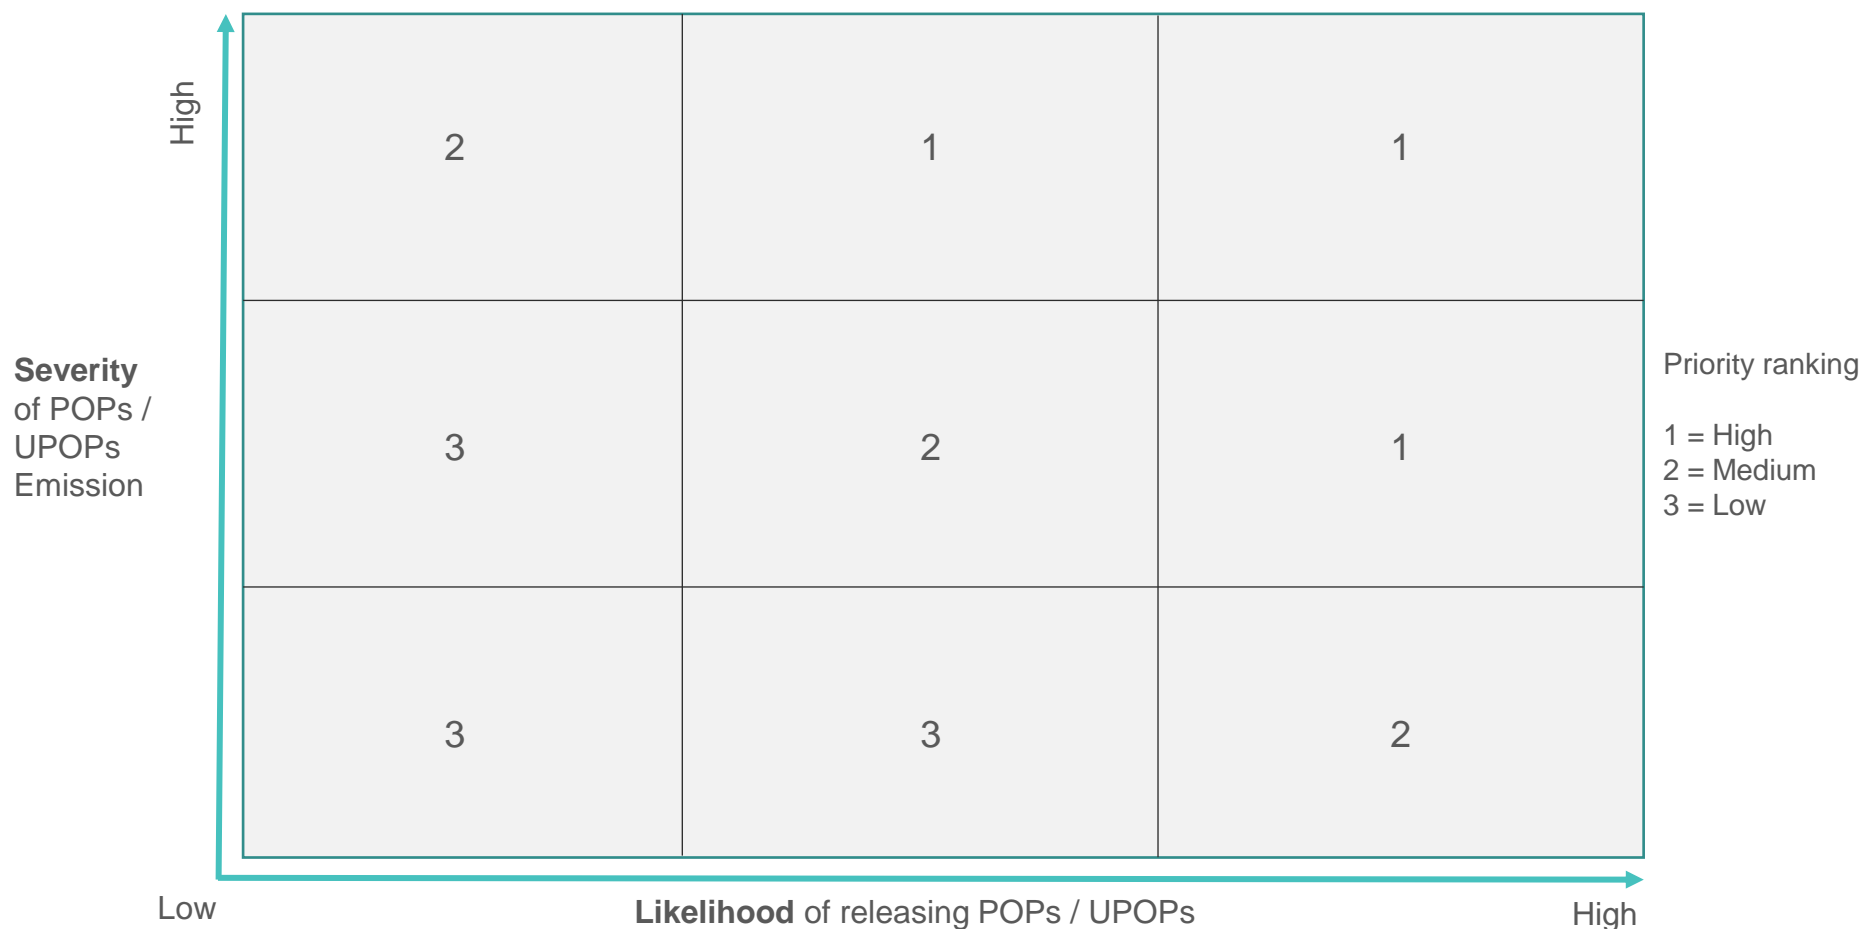 High
2 1 1
Severity
of POPs /
UPOPs
Emission
3 2 1
Priority ranking
1 = High
2 = Medium
3 = Low
3 3 2
Low
Likelihood of releasing POPs / UPOPs
High